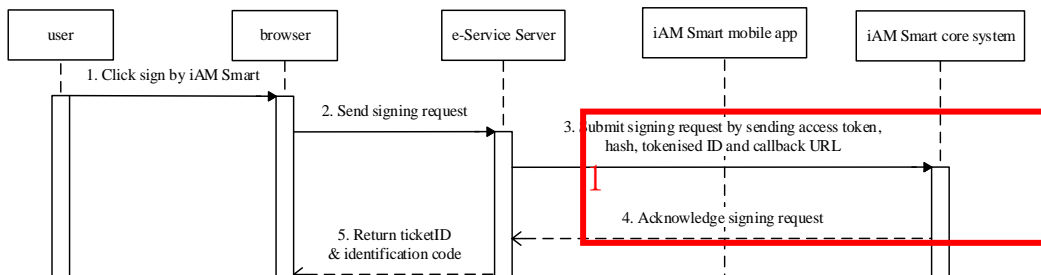 user
browser
e-Service Server
iAM Smart mobile app
iAM Smart core system
1. Click sign by iAM Smart
2. Send signing request
3. Submit signing request by sending access token,
hash, tokenised ID and callback URL
1
4. Acknowledge signing request
5. Return ticketID
& identification code